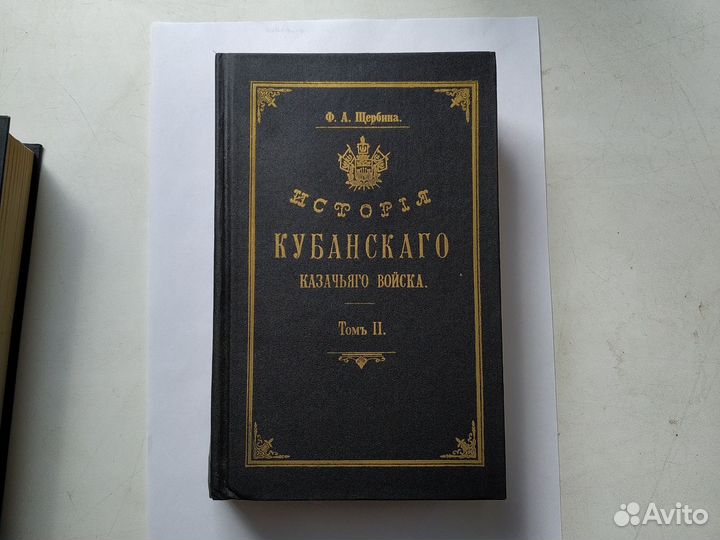 Ф. А. Щербина.
ИСТОРІЯ
КУБАНСКАГО
КАЗАЧЬЯГО ВОЙСКА.
Томъ II.
Avito